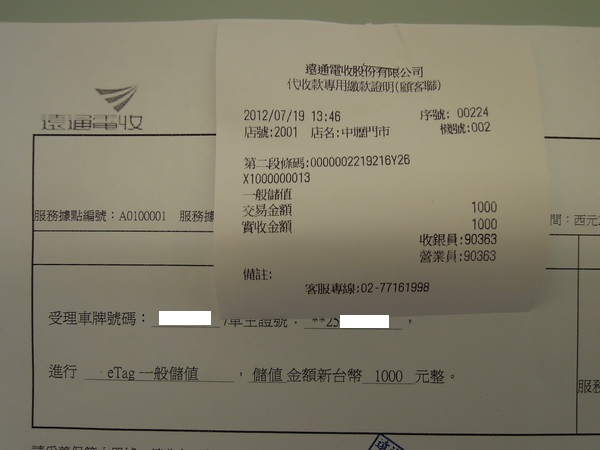 遠通電收股份有限公司
代收款專用繳款證明(顧客聯)
2012/07/19 13:46 序號: 00224
店號:2001 店名:中壢門市 機號:002
第二段條碼:0000002219216Y26
X1000000013
一般儲值
交易金額 1000
實收金額 1000
收銀員:90363
營業員:90363
備註:
客服專線:02-77161998
遠通電收
服務據點編號：A0100001 服務據
間：西元
受理車牌號碼： /車主證號： **25 ，
進行 eTag 一般儲值 ，儲值 金額新台幣 1000 元整。
服務